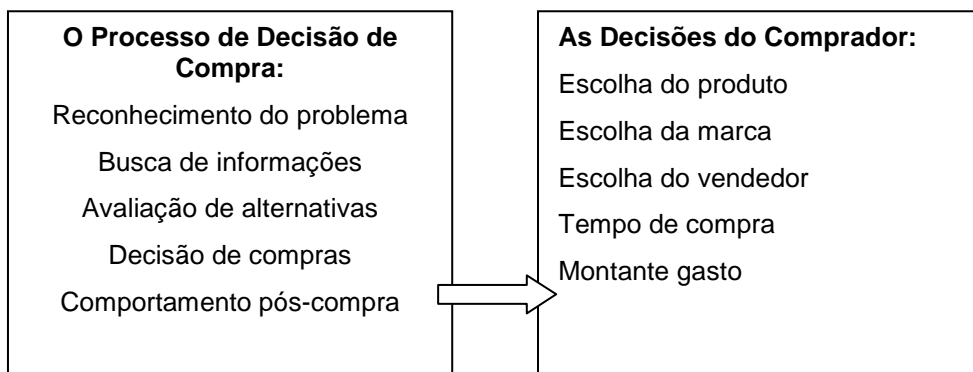 O Processo de Decisão de
Compra:
Reconhecimento do problema
Busca de informações
Avaliação de alternativas
Decisão de compras
Comportamento pós-compra
As Decisões do Comprador:
Escolha do produto
Escolha da marca
Escolha do vendedor
Tempo de compra
Montante gasto